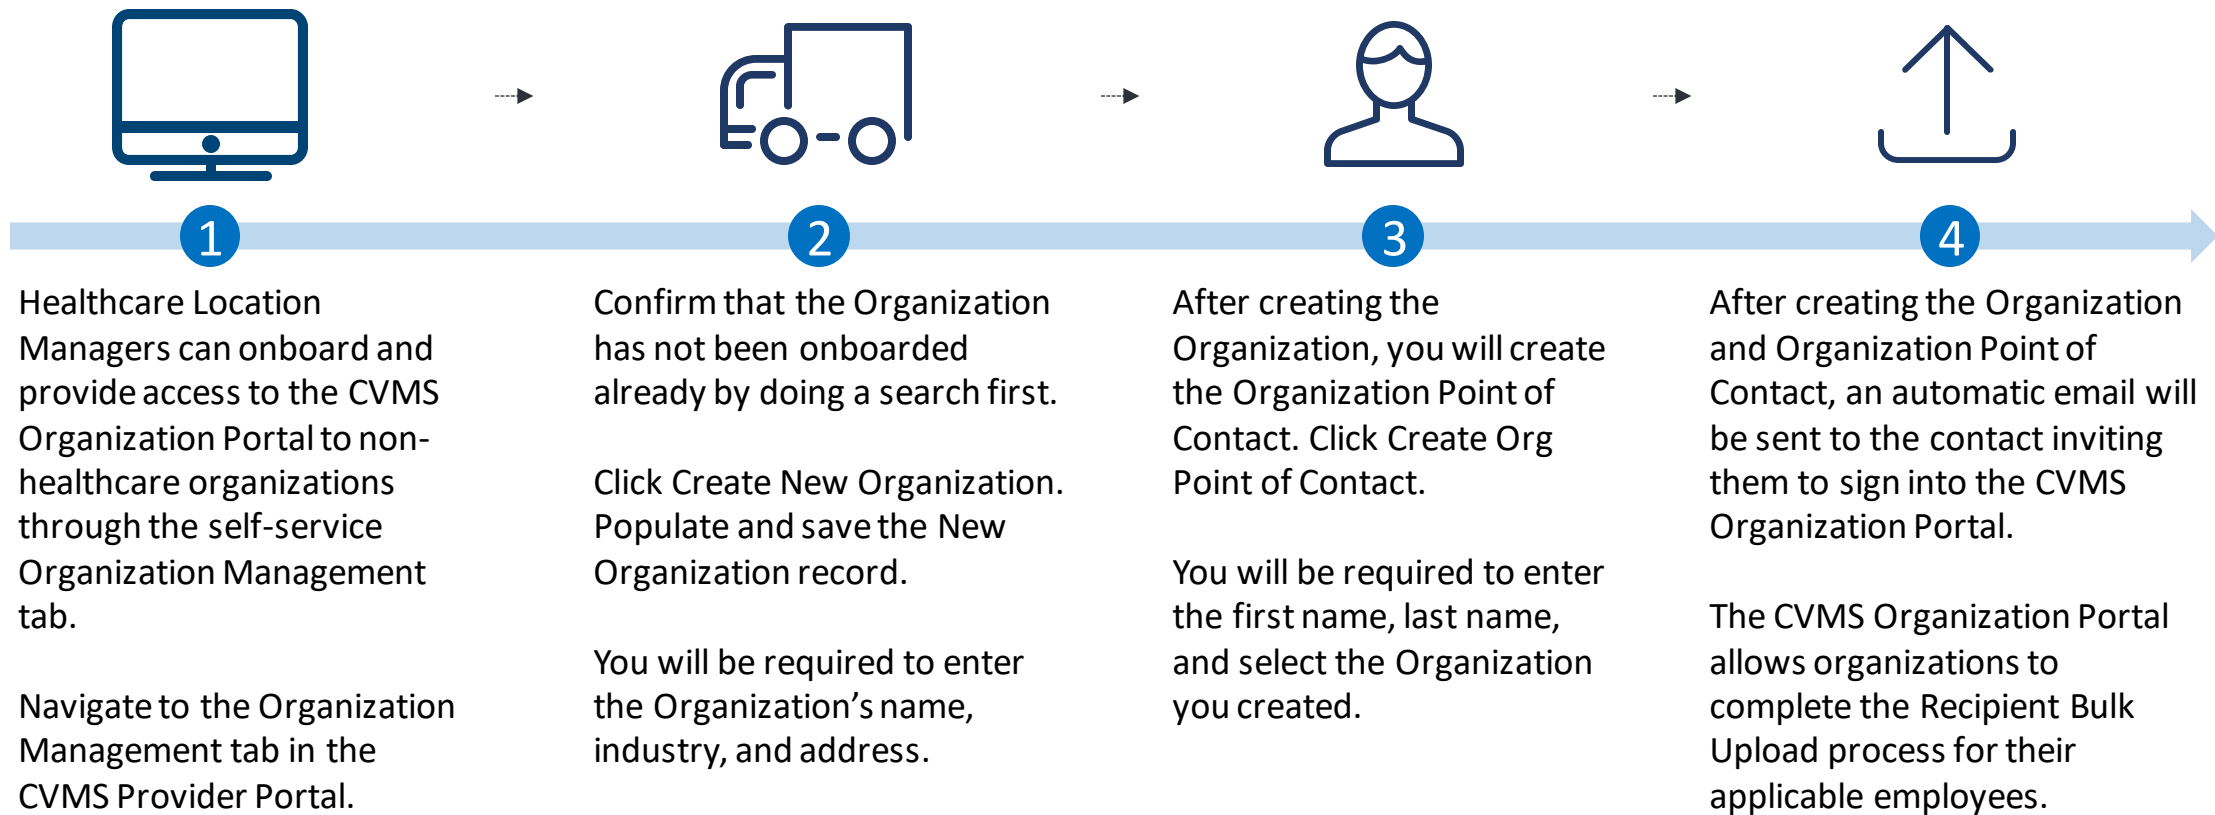 1
Healthcare Location
Managers can onboard and
provide access to the CVMS
Organization Portal to non-
healthcare organizations
through the self-service
Organization Management
tab.
Navigate to the Organization
Management tab in the
CVMS Provider Portal.
2
Confirm that the Organization
has not been onboarded
already by doing a search first.
Click Create New Organization.
Populate and save the New
Organization record.
You will be required to enter
the Organization’s name,
industry, and address.
3
After creating the
Organization, you will create
the Organization Point of
Contact. Click Create Org
Point of Contact.
You will be required to enter
the first name, last name,
and select the Organization
you created.
4
After creating the Organization
and Organization Point of
Contact, an automatic email will
be sent to the contact inviting
them to sign into the CVMS
Organization Portal.
The CVMS Organization Portal
allows organizations to
complete the Recipient Bulk
Upload process for their
applicable employees.